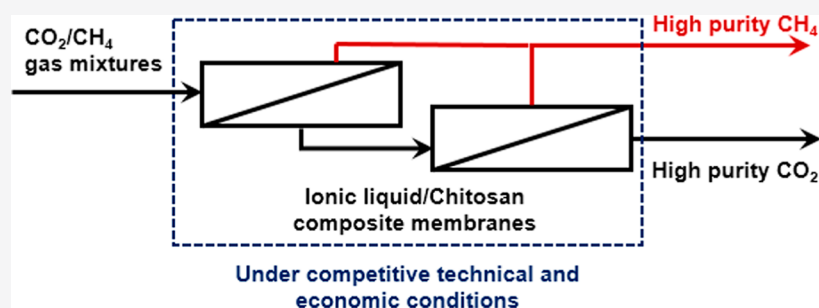 CO₂/CH₄
gas mixtures
High purity CH₄
High purity CO₂
Ionic liquid/Chitosan
composite membranes
Under competitive technical and
economic conditions